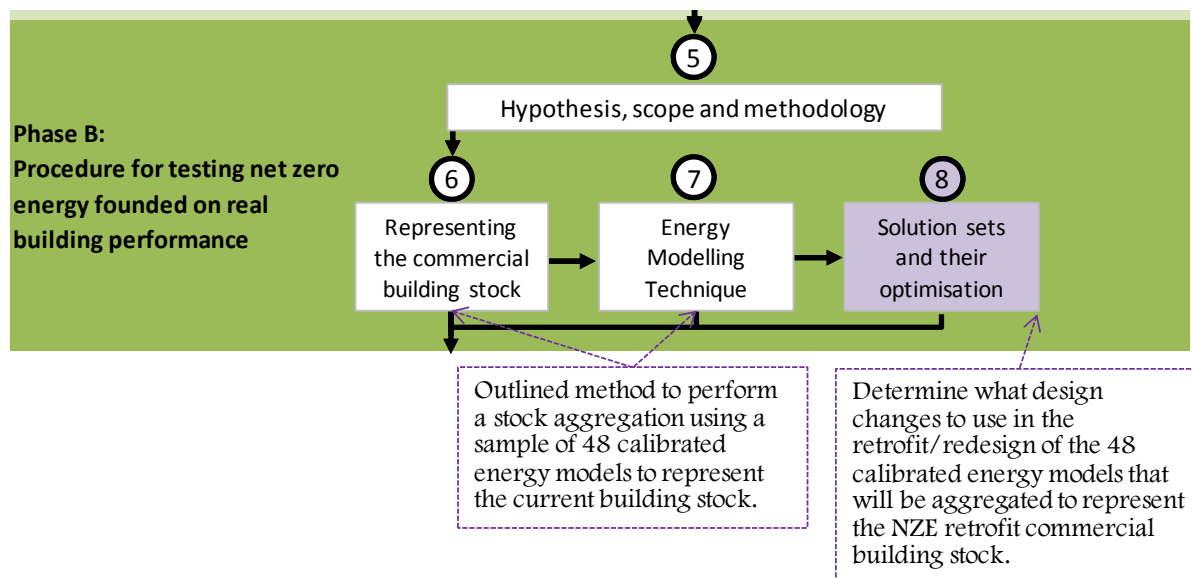 5
Hypothesis, scope and methodology
Phase B:
Procedure for testing net zero
energy founded on real
building performance
6
7
8
Representing
the commercial
building stock
Energy
Modelling
Technique
Solution sets
and their
optimisation
Outlined method to perform
a stock aggregation using a
sample of 48 calibrated
energy models to represent
the current building stock.
Determine what design
changes to use in the
retrofit/redesign of the 48
calibrated energy models that
will be aggregated to represent
the NZE retrofit commercial
building stock.